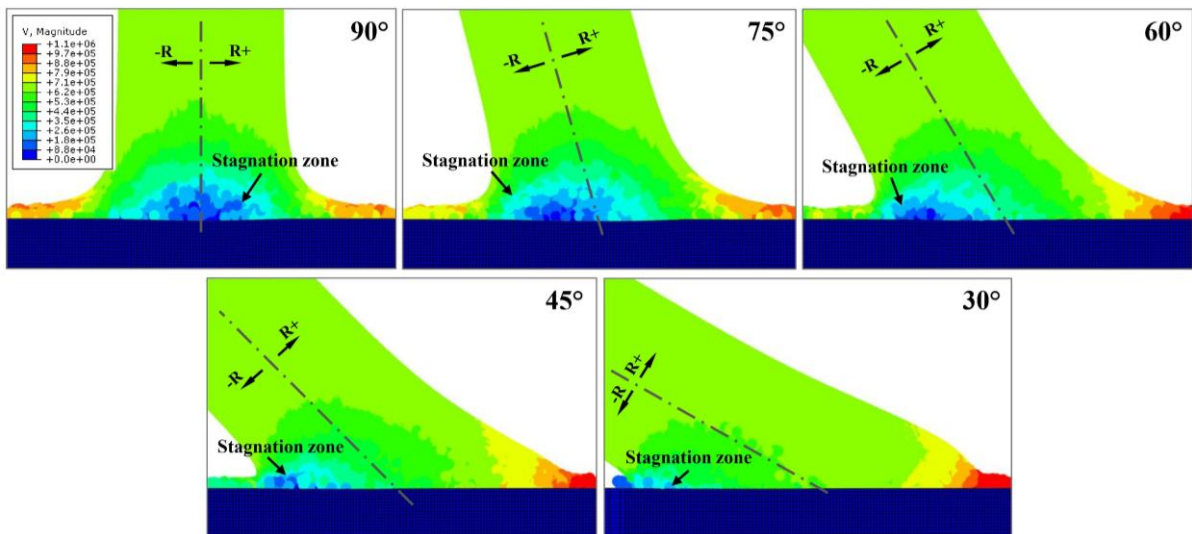 V, Magnitude
+1.1e+06
+9.7e+05
+8.8e+05
+7.9e+05
+7.1e+05
+6.2e+05
+5.3e+05
+4.4e+05
+3.5e+05
+2.6e+05
+1.8e+05
+8.8e+04
+0.0e+00
90°
-R R+
Stagnation zone
75°
-R R+
Stagnation zone
60°
-R R+
Stagnation zone
45°
-R R+
Stagnation zone
30°
-R R+
Stagnation zone